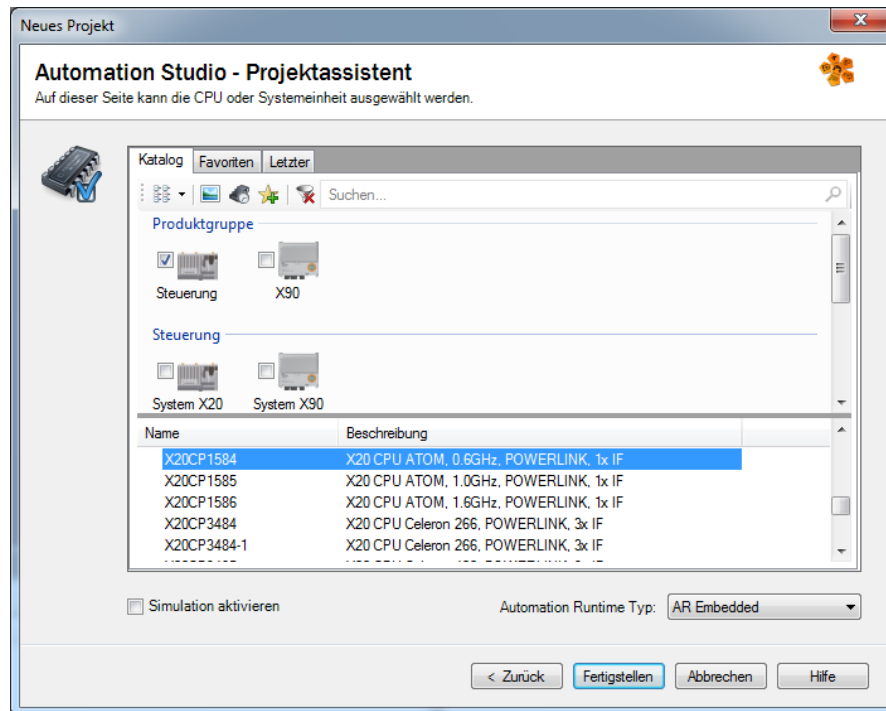 Neues Projekt
Automation Studio - Projektassistent
Auf dieser Seite kann die CPU oder Systemeinheit ausgewählt werden.
Katalog Favoriten Letzter
Suchen...
Produktgruppe
Steuerung X90
Steuerung
System X20 System X90
Name Beschreibung
X20CP1584 X20 CPU ATOM, 0.6GHz, POWERLINK, 1x IF
X20CP1585 X20 CPU ATOM, 1.0GHz, POWERLINK, 1x IF
X20CP1586 X20 CPU ATOM, 1.6GHz, POWERLINK, 1x IF
X20CP3484 X20 CPU Celeron 266, POWERLINK, 3x IF
X20CP3484-1 X20 CPU Celeron 266, POWERLINK, 3x IF
Simulation aktivieren Automation Runtime Typ: AR Embedded
< Zurück Fertigstellen Abbrechen Hilfe